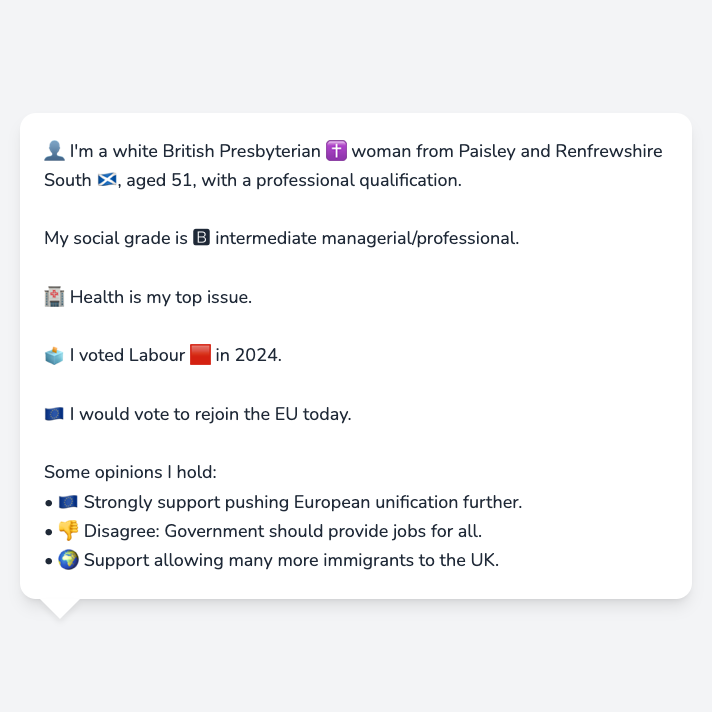 👤 I'm a white British Presbyterian ✝️ woman from Paisley and Renfrewshire
South 🏴󠁧󠁢󠁳󠁣󠁴󠁿, aged 51, with a professional qualification.
My social grade is 🅱 intermediate managerial/professional.
🏥 Health is my top issue.
🗳️ I voted Labour 🟥 in 2024.
🇪🇺 I would vote to rejoin the EU today.
Some opinions I hold:
• 🇪🇺 Strongly support pushing European unification further.
• 👎 Disagree: Government should provide jobs for all.
• 🌍 Support allowing many more immigrants to the UK.